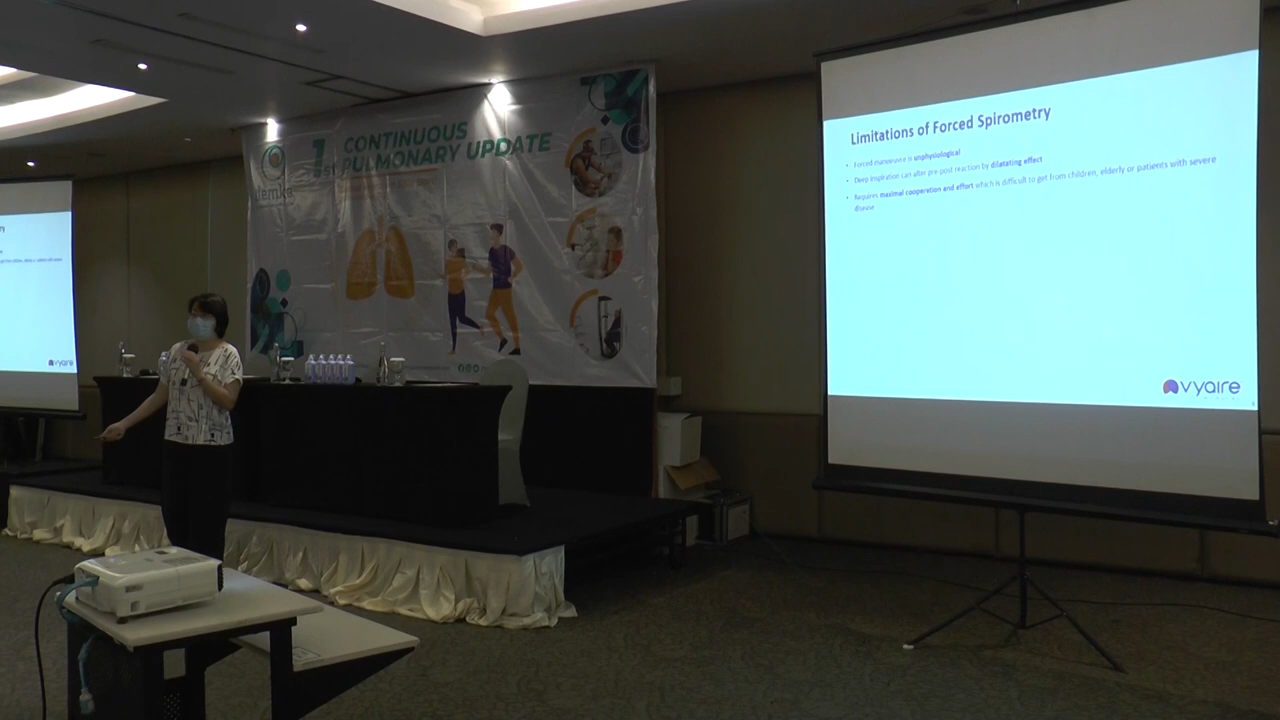 1st CONTINUOUS
PULMONARY UPDATE
demka
Limitations of Forced Spirometry
• Forced manoeuvre is unphysiological
• Deep inspiration can alter pre post reaction by dilatating effect
• Requires maximal cooperation and effort which is difficult to get from children, elderly or patients with severe
disease
vyaire
vyaire